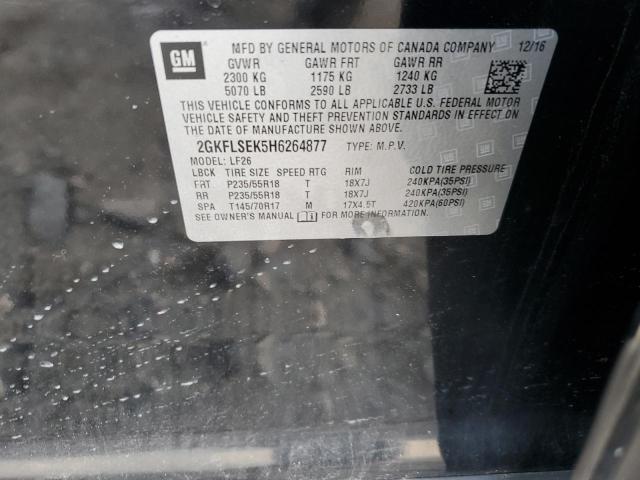 GM
MFD BY GENERAL MOTORS OF CANADA COMPANY 12/16
GVWR GAWR FRT GAWR RR
2300 KG 1175 KG 1240 KG
5070 LB 2590 LB 2733 LB
THIS VEHICLE CONFORMS TO ALL APPLICABLE U.S. FEDERAL MOTOR
VEHICLE SAFETY AND THEFT PREVENTION STANDARDS IN EFFECT ON
THE DATE OF MANUFACTURE SHOWN ABOVE.
2GKFLSEK5H6264877 TYPE: M.P.V.
MODEL: LF26
LBCK TIRE SIZE SPEED RTG RIM COLD TIRE PRESSURE
FRT P235/55R18 T 18X7J 240KPA(35PSI)
RR P235/55R18 T 18X7J 240KPA(35PSI)
SPA T145/70R17 M 17X4.5T 420KPA(60PSI)
SEE OWNER'S MANUAL FOR MORE INFORMATION.